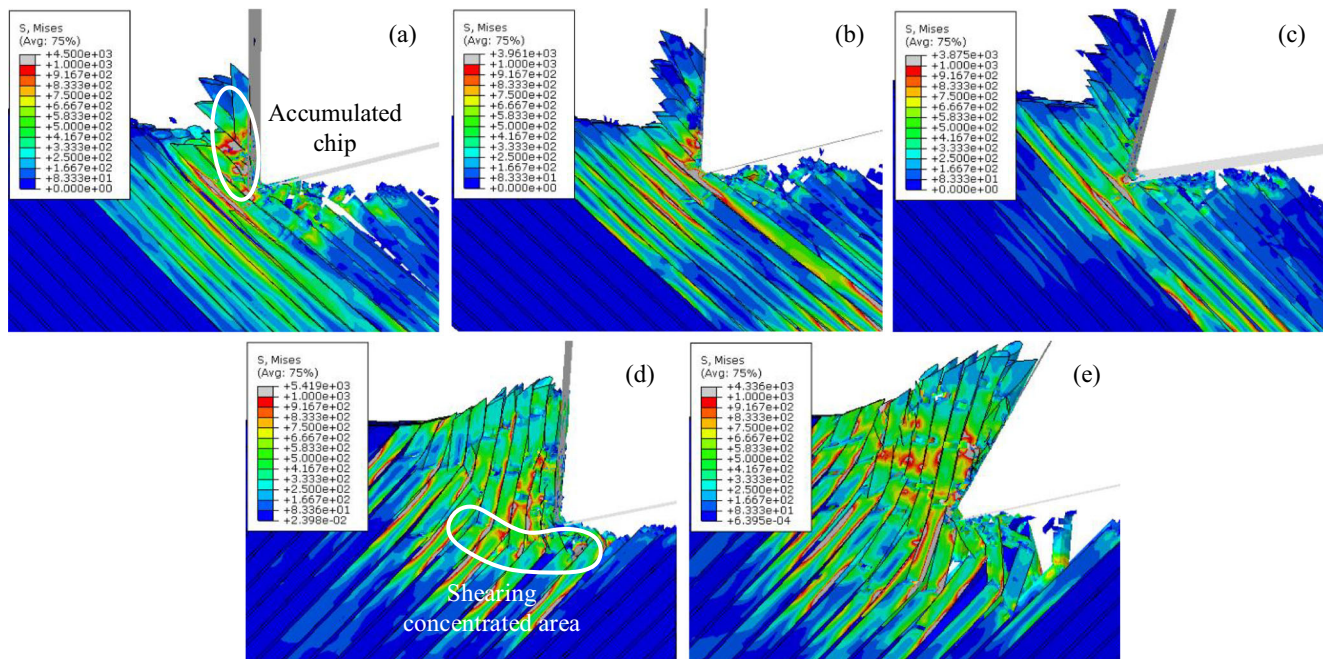 S, Mises
(Avg: 75%)
+4.500e+03
+1.000e+03
+9.167e+02
+8.333e+02
+7.500e+02
+6.667e+02
+5.833e+02
+5.000e+02
+4.167e+02
+3.333e+02
+2.500e+02
+1.667e+02
+8.333e+01
+0.000e+00
(a)
Accumulated
chip
S, Mises
(Avg: 75%)
+3.961e+03
+1.000e+03
+9.167e+02
+8.333e+02
+7.500e+02
+6.667e+02
+5.833e+02
+5.000e+02
+4.167e+02
+3.333e+02
+2.500e+02
+1.667e+02
+8.333e+01
+0.000e+00
(b)
S, Mises
(Avg: 75%)
+3.875e+03
+1.000e+03
+9.167e+02
+8.333e+02
+7.500e+02
+6.667e+02
+5.833e+02
+5.000e+02
+4.167e+02
+3.333e+02
+2.500e+02
+1.667e+02
+8.333e+01
+0.000e+00
(c)
S, Mises
(Avg: 75%)
+5.419e+03
+1.000e+03
+9.167e+02
+8.333e+02
+7.500e+02
+6.667e+02
+5.833e+02
+5.000e+02
+4.167e+02
+3.333e+02
+2.500e+02
+1.667e+02
+8.336e+01
+2.398e-02
(d)
Shearing
concentrated area
S, Mises
(Avg: 75%)
+4.336e+03
+1.000e+03
+9.167e+02
+8.333e+02
+7.500e+02
+6.667e+02
+5.833e+02
+5.000e+02
+4.167e+02
+3.333e+02
+2.500e+02
+1.667e+02
+8.333e+01
+6.395e-04
(e)